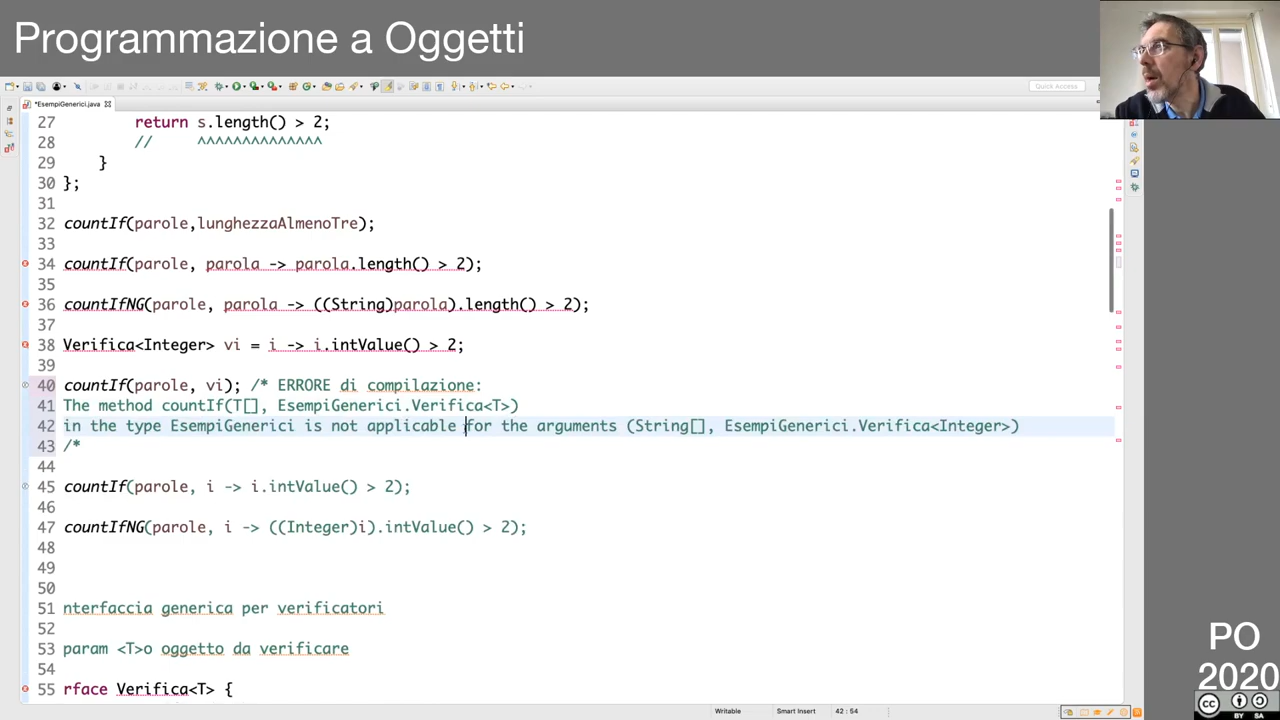 Programmazione a Oggetti
*EsempiGenerici.java
Quick Access
27 return s.length() > 2;
28 // ^^^^^^^^^^^^^^
29 }
30 };
31
32 countIf(parole,lunghezzaAlmenoTre);
33
34 countIf(parole, parola -> parola.length() > 2);
35
36 countIfNG(parole, parola -> ((String)parola).length() > 2);
37
38 Verifica<Integer> vi = i -> i.intValue() > 2;
39
40 countIf(parole, vi); /* ERRORE di compilazione:
41 The method countIf(T[], EsempiGenerici.Verifica<T>)
42 in the type EsempiGenerici is not applicable for the arguments (String[], EsempiGenerici.Verifica<Integer>)
43 /*
44
45 countIf(parole, i -> i.intValue() > 2);
46
47 countIfNG(parole, i -> ((Integer)i).intValue() > 2);
48
49
50
51 nterfaccia generica per verificatori
52
53 param <T>o oggetto da verificare
54
55 rface Verifica<T> {
Writable Smart Insert 42 : 54
PO
2020
CC BY SA